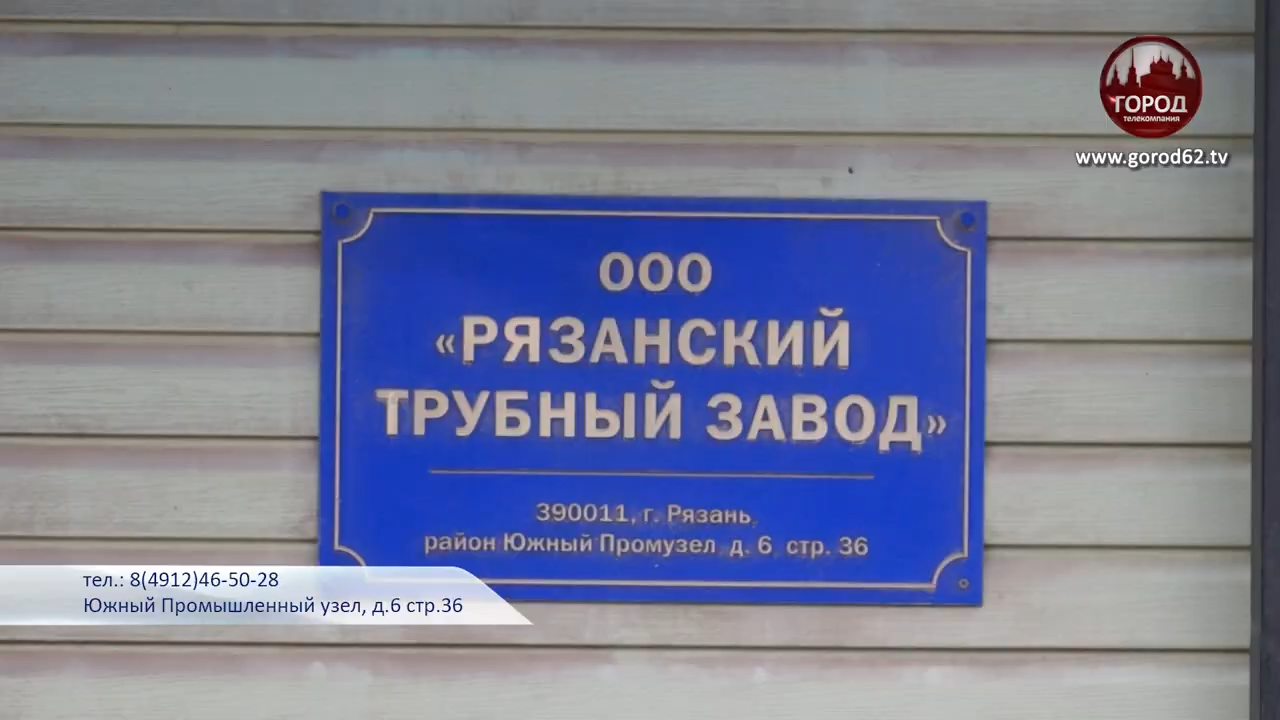 ГОРОД
телекомпания
www.gorod62.tv
ООО
«РЯЗАНСКИЙ
ТРУБНЫЙ ЗАВОД»
390011, г. Рязань,
район Южный Промузел, д. 6, стр. 36
тел.: 8(4912)46-50-28
Южный Промышленный узел, д.6 стр.36